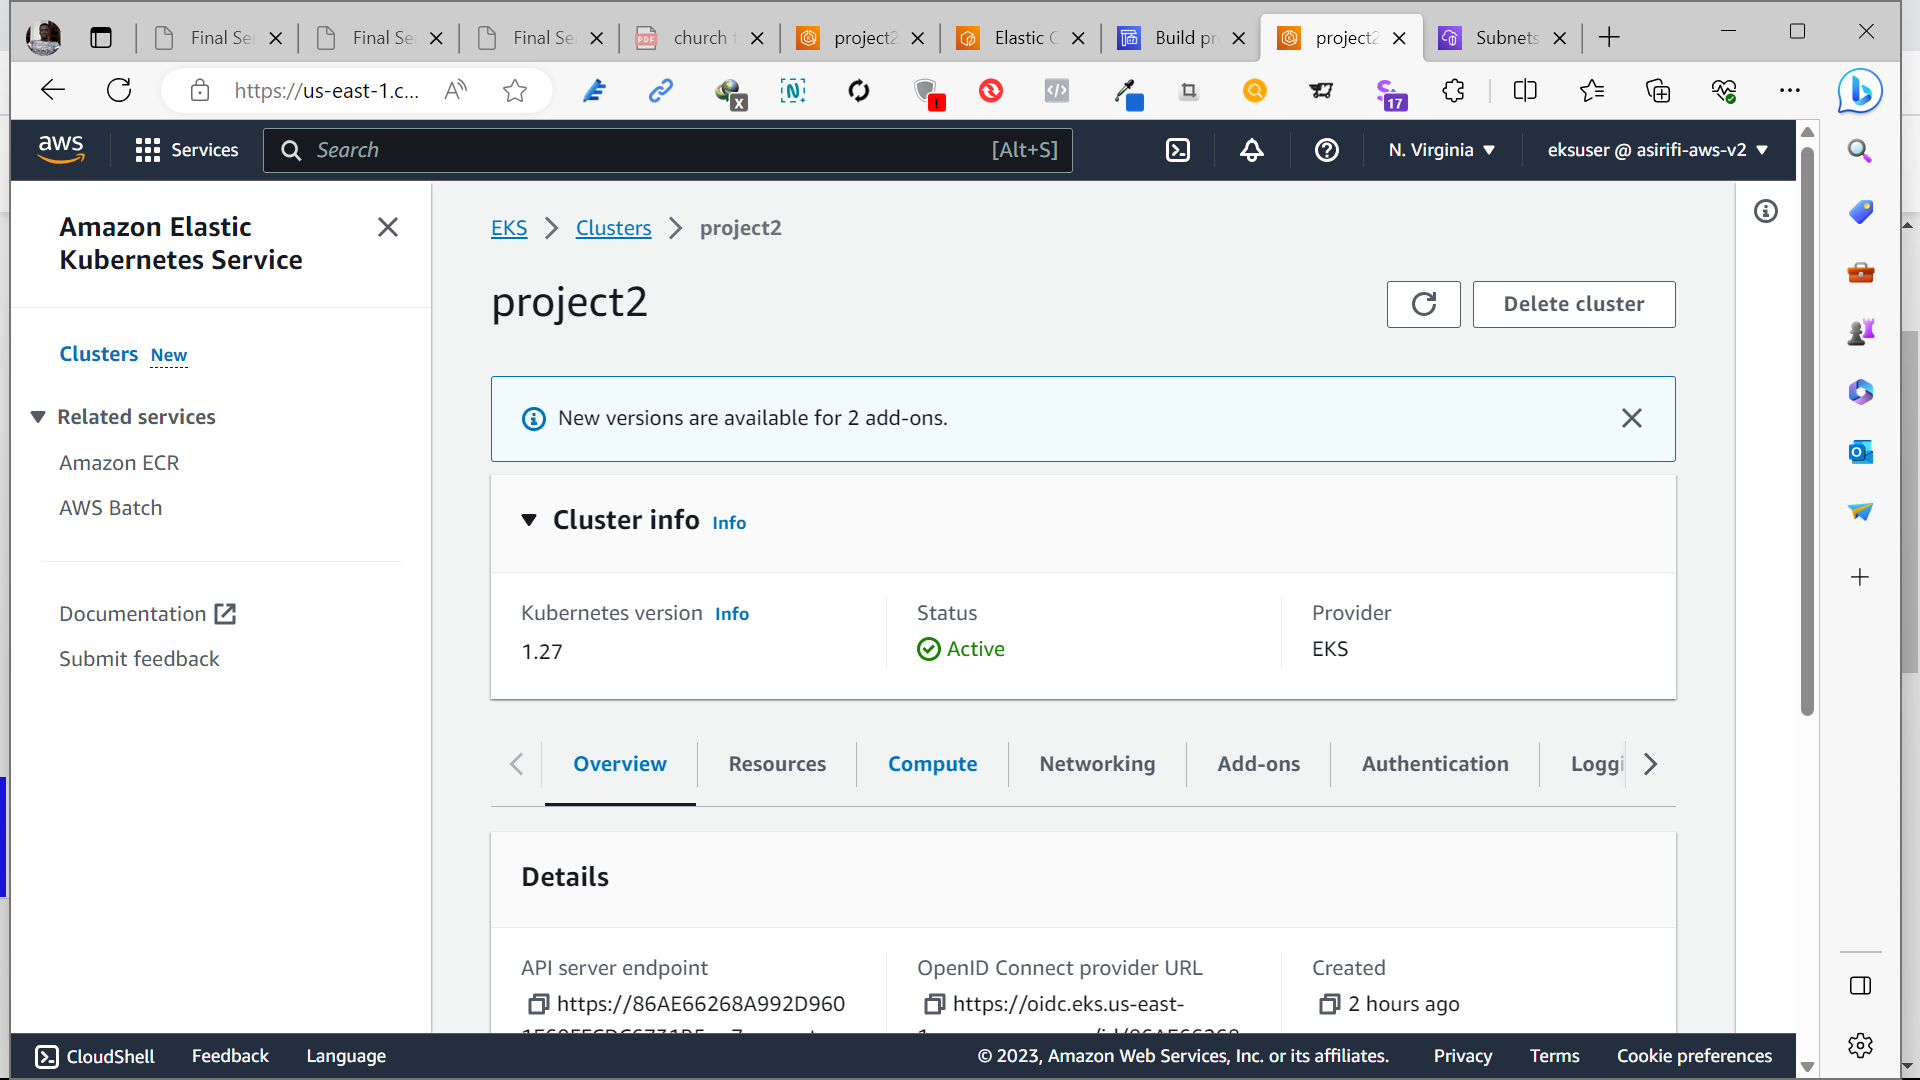 Final Se
Final Se
Final Se
church
project2
Elastic C
Build pr
project2
Subnets
https://us-east-1.c...
17
aws
Services
Search
[Alt+S]
N. Virginia
eksuser @ asirifi-aws-v2
Amazon Elastic
Kubernetes Service
Clusters New
Related services
Amazon ECR
AWS Batch
Documentation
Submit feedback
EKS
Clusters
project2
project2
Delete cluster
New versions are available for 2 add-ons.
Cluster info Info
Kubernetes version Info
1.27
Status
Active
Provider
EKS
Overview
Resources
Compute
Networking
Add-ons
Authentication
Loggi
Details
API server endpoint
https://86AE66268A992D960
OpenID Connect provider URL
https://oidc.eks.us-east-
Created
2 hours ago
CloudShell
Feedback
Language
© 2023, Amazon Web Services, Inc. or its affiliates.
Privacy
Terms
Cookie preferences